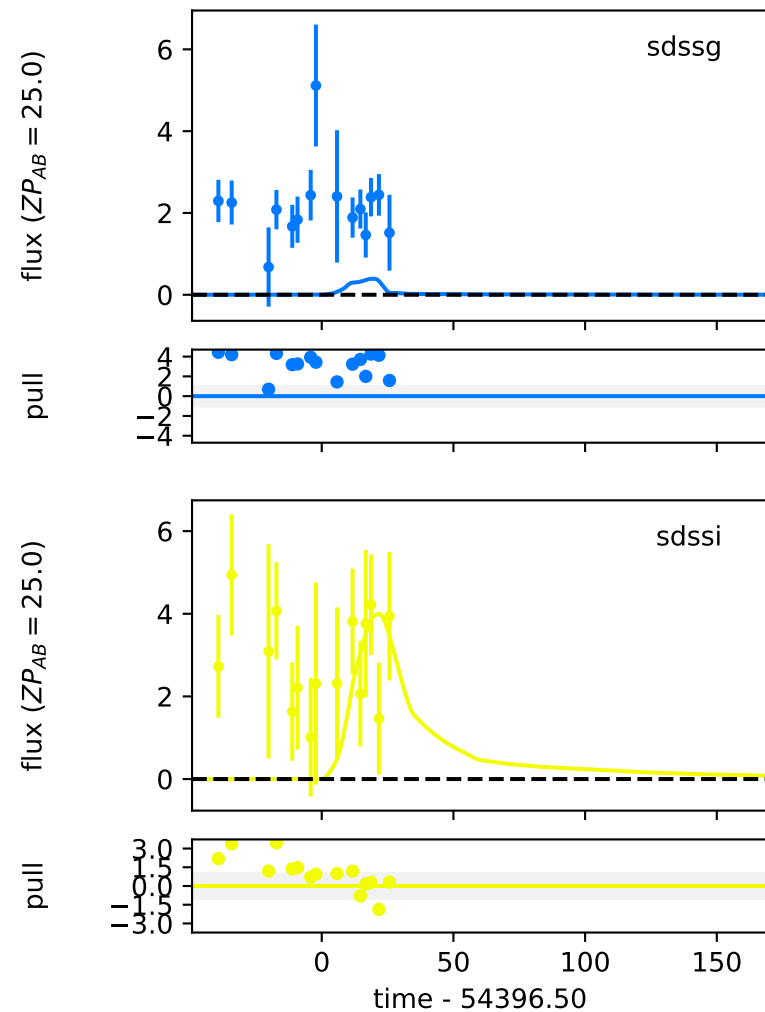 sdssg
flux (ZP_AB = 25.0)
6
4
2
0
pull
4
2
0
−2
−4
sdssi
flux (ZP_AB = 25.0)
6
4
2
0
pull
3.0
1.5
0.0
−1.5
−3.0
0 50 100 150
time - 54396.50